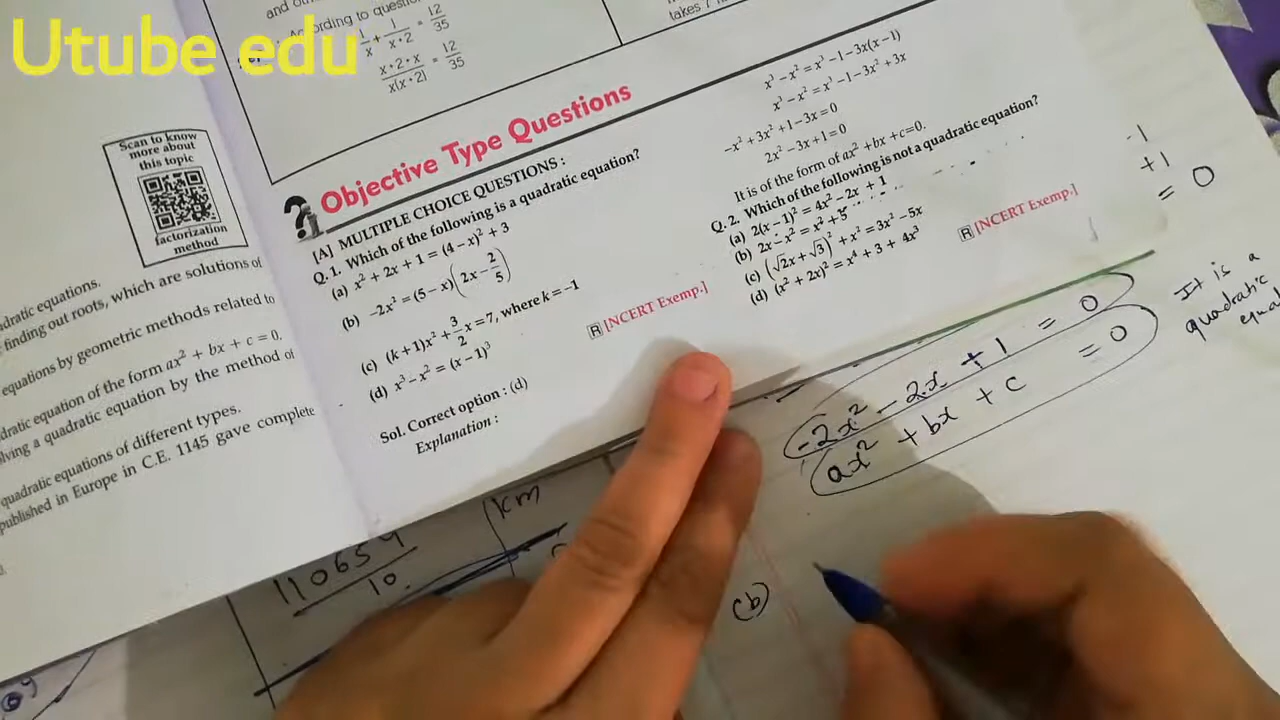 Utube edu
and
According to question
1/x + 1/(x+2) = 12/35
(x+2+x)/(x(x+2)) = 12/35
takes 7
Scan to know
more about
this topic
factorization
method
dratic equations.
finding out roots, which are solutions of
equations by geometric methods related to
dratic equation of the form ax² + bx + c = 0.
lving a quadratic equation by the method of
quadratic equations of different types.
published in Europe in C.E. 1145 gave complete
? Objective Type Questions
[A] MULTIPLE CHOICE QUESTIONS :
Q.1. Which of the following is a quadratic equation?
(a) x² + 2x + 1 = (4 – x)² + 3
(b) –2x² = (5 – x)(2x – 2/5)
(c) (k + 1)x² + 3/2 x = 7, where k = –1
(d) x³ – x² = (x – 1)³
R [NCERT Exemp.]
Sol. Correct option : (d)
Explanation :
x³ – x² = x³ – 1 – 3x(x – 1)
x³ – x² = x³ – 1 – 3x² + 3x
–x² + 3x² + 1 – 3x = 0
2x² – 3x + 1 = 0
It is of the form of ax² + bx + c = 0.
Q.2. Which of the following is not a quadratic equation?
(a) 2(x – 1)² = 4x² – 2x + 1
(b) 2x – x² = x² + 5
(c) (√2x + √3)² + x² = 3x² – 5x
(d) (x² + 2x)² = x⁴ + 3 + 4x³
R [NCERT Exemp.]
-1
+1
= 0
-2x² - 2x + 1 = 0
ax² + bx + c = 0
It is a
quadratic
equa
110654
10.
km
(b)